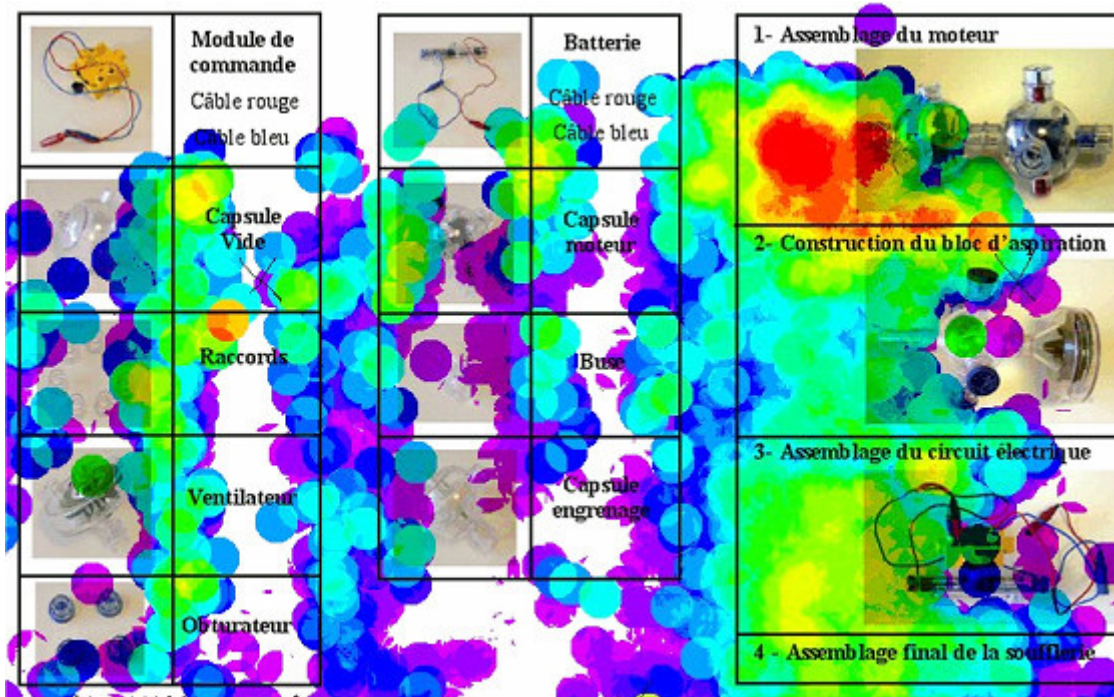 Module de
commande
Câble rouge
Câble bleu
Capsule
Vide
Raccords
Ventilateur
Obturateur
Batterie
Câble rouge
Câble bleu
Capsule
moteur
Buse
Capsule
engrenage
1- Assemblage du moteur
2- Construction du bloc d'aspiration
3- Assemblage du circuit électrique
4 - Assemblage final de la soufflerie